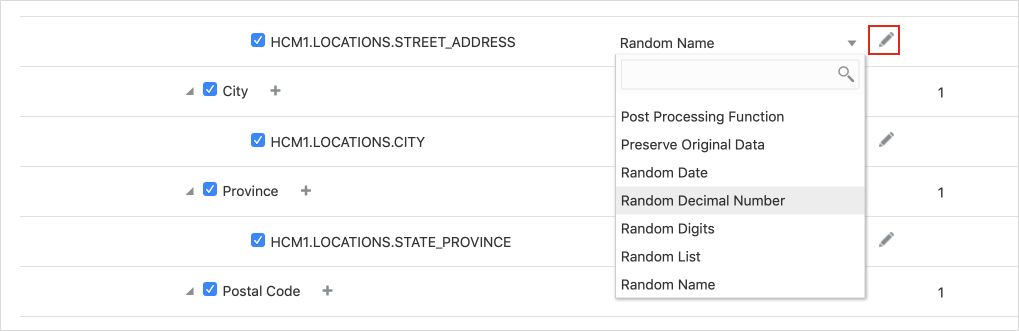 HCM1.LOCATIONS.STREET_ADDRESS Random Name
City + 1
Post Processing Function
HCM1.LOCATIONS.CITY
Preserve Original Data
Random Date
Province + 1
Random Decimal Number
Random Digits
HCM1.LOCATIONS.STATE_PROVINCE
Random List
Random Name
Postal Code + 1